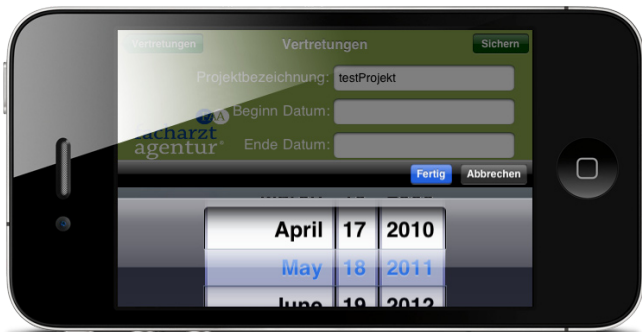 Vertretungen Vertretungen Sichern
Projektbezeichnung: testProjekt
Beginn Datum:
facharzt
agentur
Ende Datum:
Fertig Abbrechen
April 17 2010
May 18 2011
June 19 2012